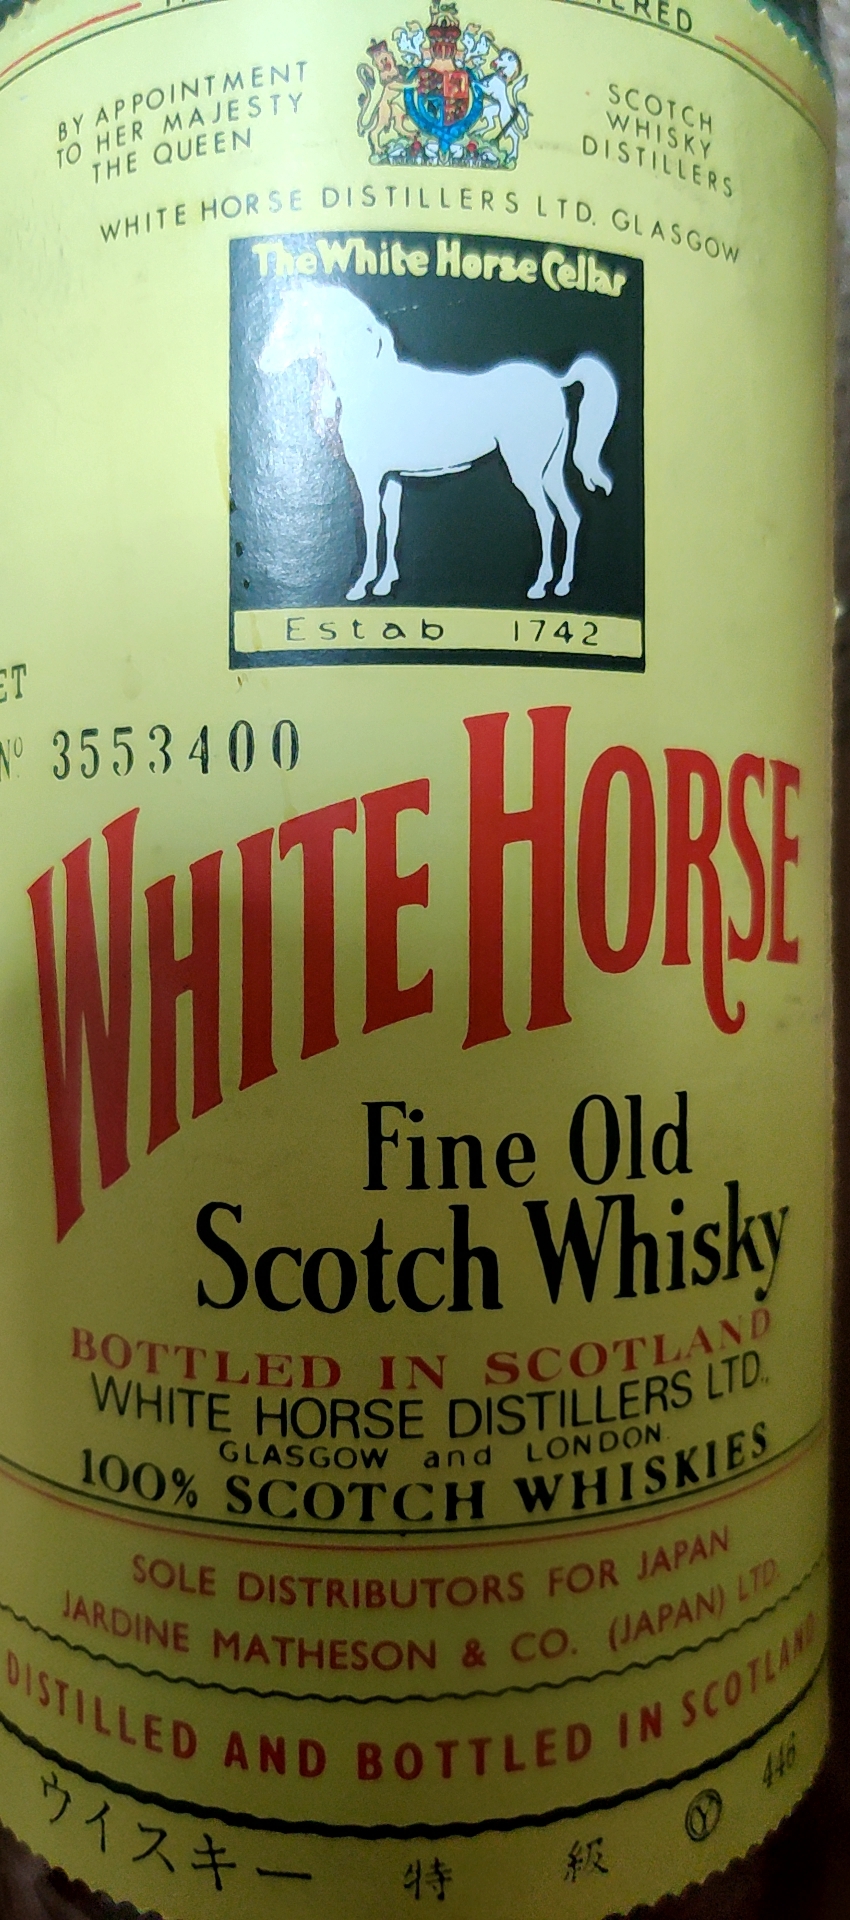 BY APPOINTMENT
TO HER MAJESTY
THE QUEEN
SCOTCH
WHISKY
DISTILLERS
WHITE HORSE DISTILLERS LTD. GLASGOW
The White Horse Cellar
Estab 1742
Nº 3553400
WHITE HORSE
Fine Old
Scotch Whisky
BOTTLED IN SCOTLAND
WHITE HORSE DISTILLERS LTD.,
GLASGOW and LONDON.
100% SCOTCH WHISKIES
SOLE DISTRIBUTORS FOR JAPAN
JARDINE MATHESON & CO. (JAPAN) LTD.
DISTILLED AND BOTTLED IN SCOTLAND
ウイスキー 特 級 Ⓨ 446